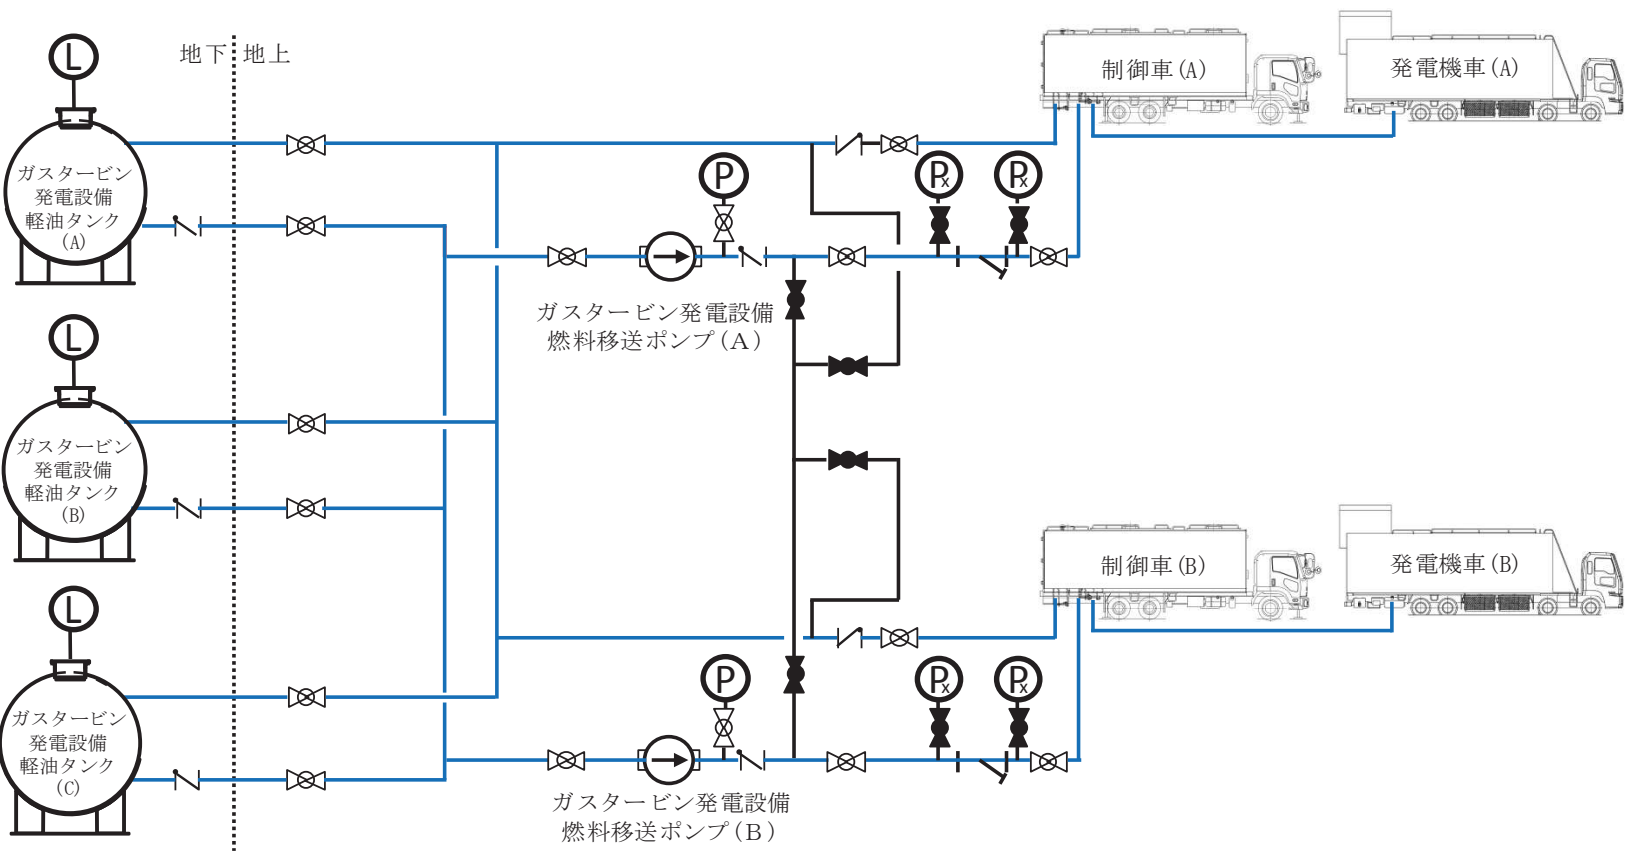 L
地下 地上
制御車(A)
発電機車(A)
ガスタービン
発電設備
軽油タンク
(A)
P
Px
Px
ガスタービン発電設備
燃料移送ポンプ(A)
L
ガスタービン
発電設備
軽油タンク
(B)
制御車(B)
発電機車(B)
L
ガスタービン
発電設備
軽油タンク
(C)
P
Px
Px
ガスタービン発電設備
燃料移送ポンプ(B)